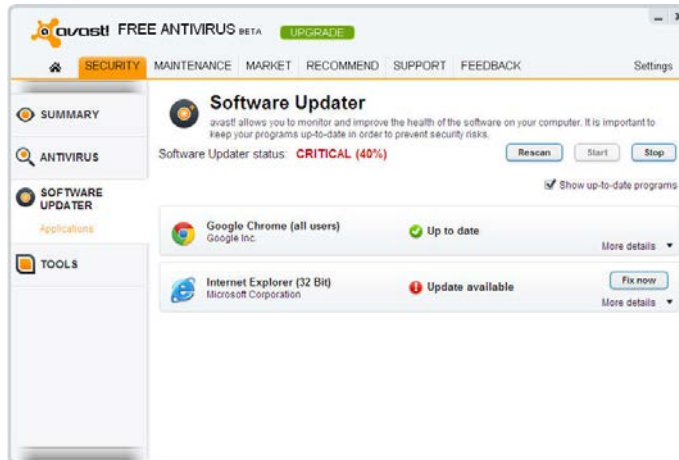 avast! FREE ANTIVIRUS BETA UPGRADE
SECURITY MAINTENANCE MARKET RECOMMEND SUPPORT FEEDBACK Settings
SUMMARY
ANTIVIRUS
SOFTWARE
UPDATER
Applications
TOOLS
Software Updater
avast! allows you to monitor and improve the health of the software on your computer. It is important to
keep your programs up-to-date in order to prevent security risks.
Software Updater status: CRITICAL (40%) Rescan Start Stop
Show up-to-date programs
Google Chrome (all users)
Google Inc.
Up to date
More details
Internet Explorer (32 Bit)
Microsoft Corporation
Update available
Fix now
More details